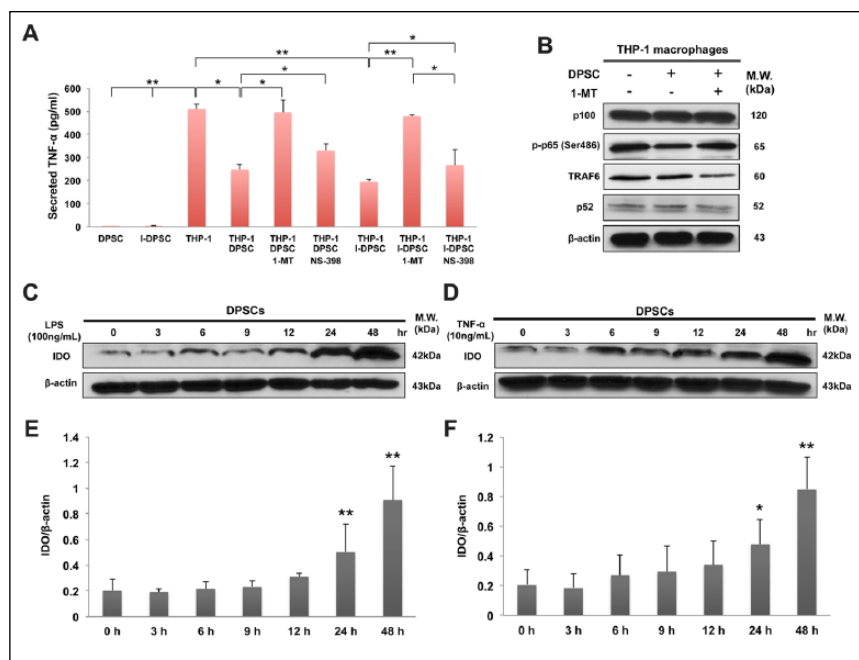 A
** **
* *
** * * *
Secreted TNF-α (pg/ml)
600
500
400
300
200
100
0
DPSC
I-DPSC
THP-1
THP-1
DPSC
THP-1
DPSC
1-MT
THP-1
DPSC
NS-398
THP-1
I-DPSC
THP-1
I-DPSC
1-MT
THP-1
I-DPSC
NS-398
B
THP-1 macrophages
DPSC - + +
1-MT - - +
M.W.
(kDa)
p100 120
p-p65 (Ser486) 65
TRAF6 60
p52 52
β-actin 43
C
DPSCs
LPS
(100ng/mL)
0 3 6 9 12 24 48 hr
M.W.
(kDa)
IDO 42kDa
β-actin 43kDa
D
DPSCs
TNF-α
(10ng/mL)
0 3 6 9 12 24 48 hr
M.W.
(kDa)
IDO 42kDa
β-actin 43kDa
E
IDO/β-actin
1.4
1.2
1
0.8
0.6
0.4
0.2
0
** **
0 h 3 h 6 h 9 h 12 h 24 h 48 h
F
IDO/β-actin
1.2
1
0.8
0.6
0.4
0.2
0
* **
0 h 3 h 6 h 9 h 12 h 24 h 48 h